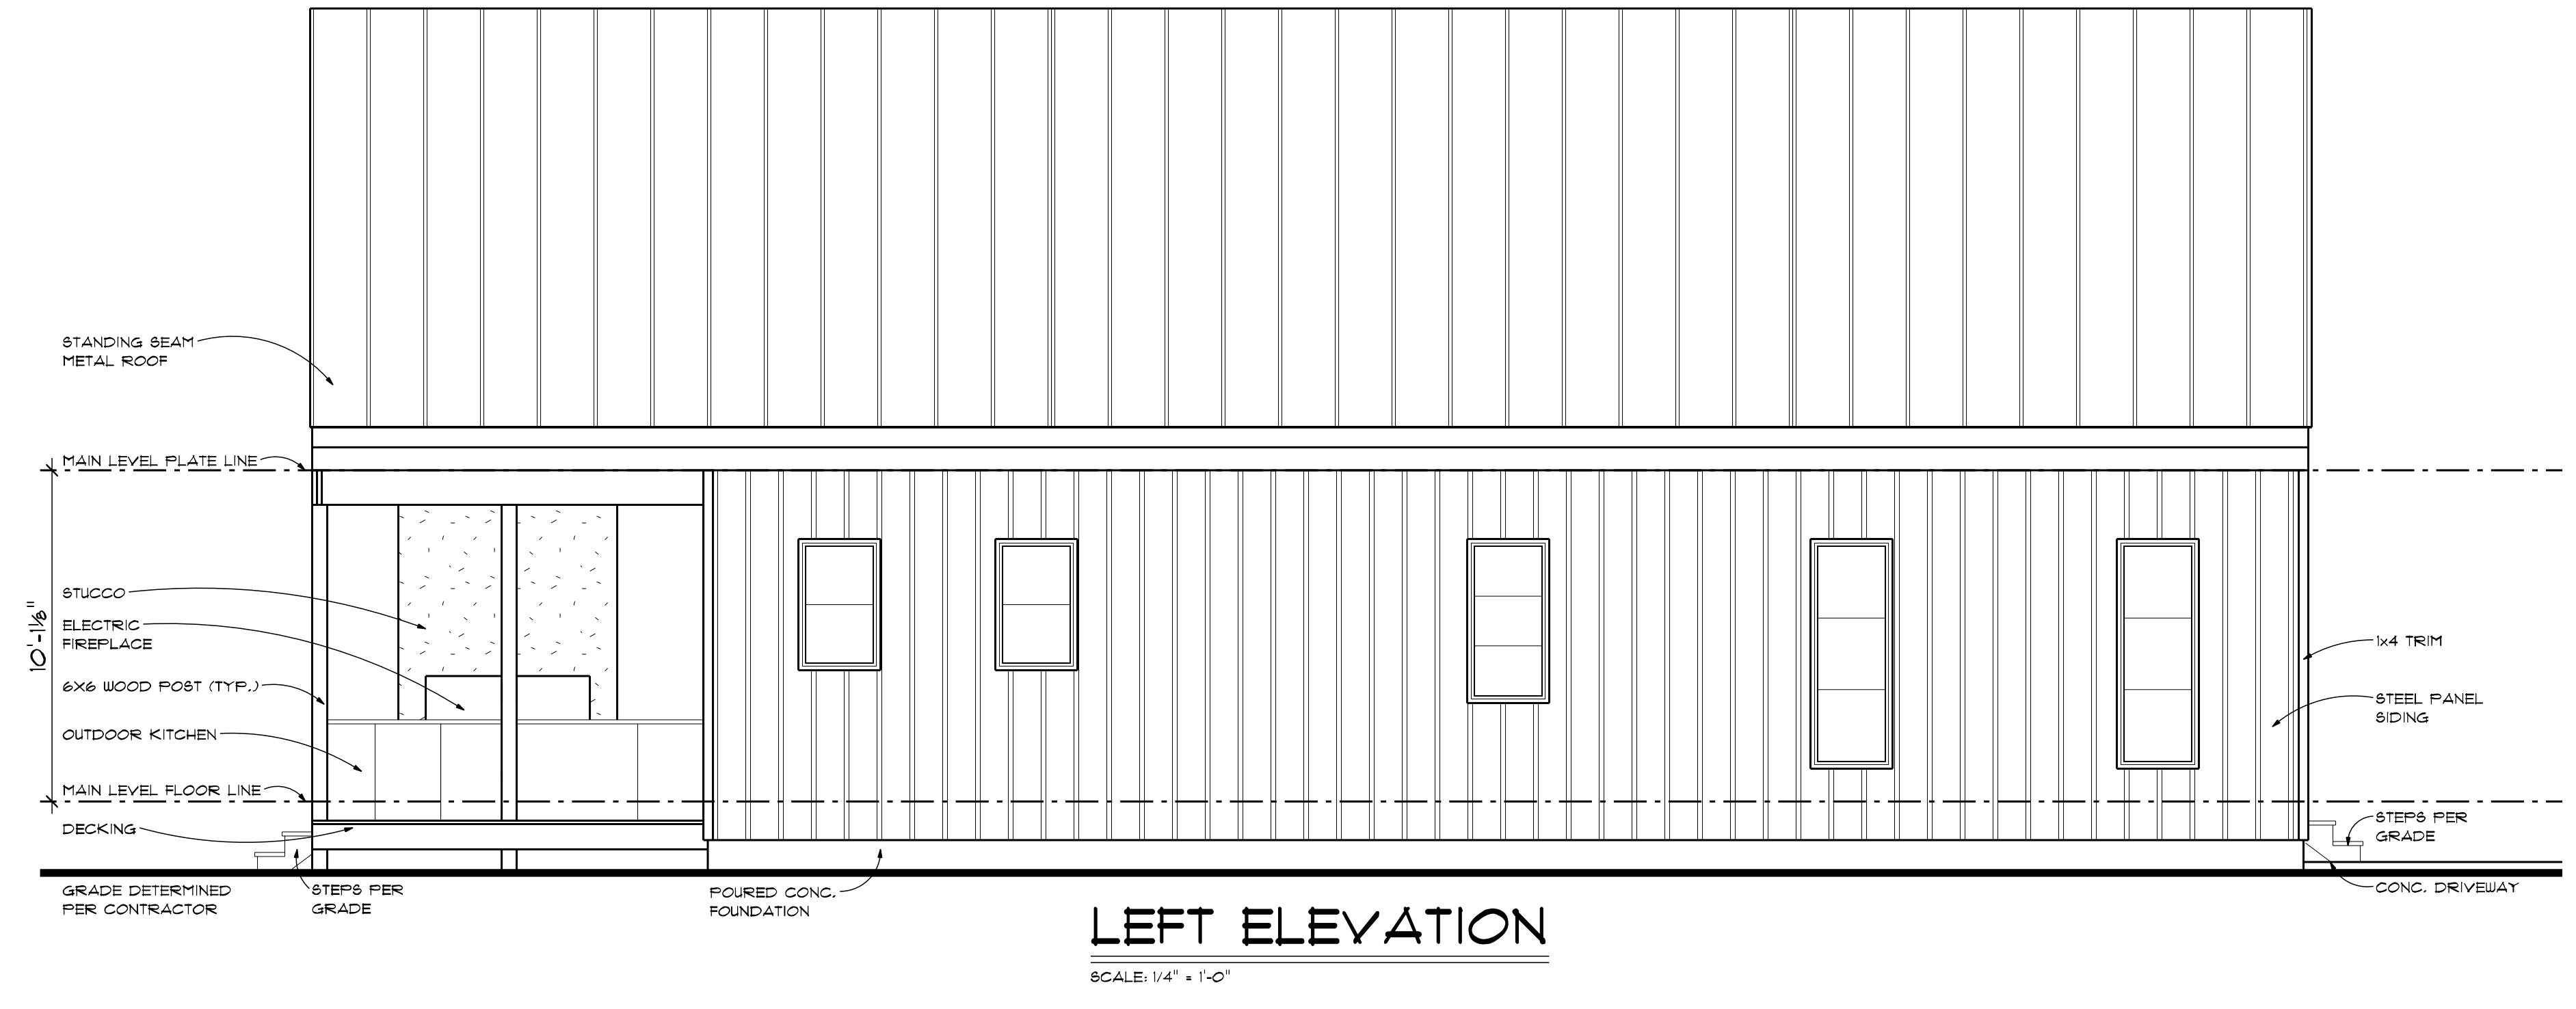 STANDING SEAM
METAL ROOF
MAIN LEVEL PLATE LINE
10'-1⅛"
STUCCO
ELECTRIC
FIREPLACE
6X6 WOOD POST (TYP.)
OUTDOOR KITCHEN
MAIN LEVEL FLOOR LINE
DECKING
GRADE DETERMINED
PER CONTRACTOR
STEPS PER
GRADE
POURED CONC.
FOUNDATION
1x4 TRIM
STEEL PANEL
SIDING
STEPS PER
GRADE
CONC. DRIVEWAY
LEFT ELEVATION
SCALE: 1/4" = 1'-0"